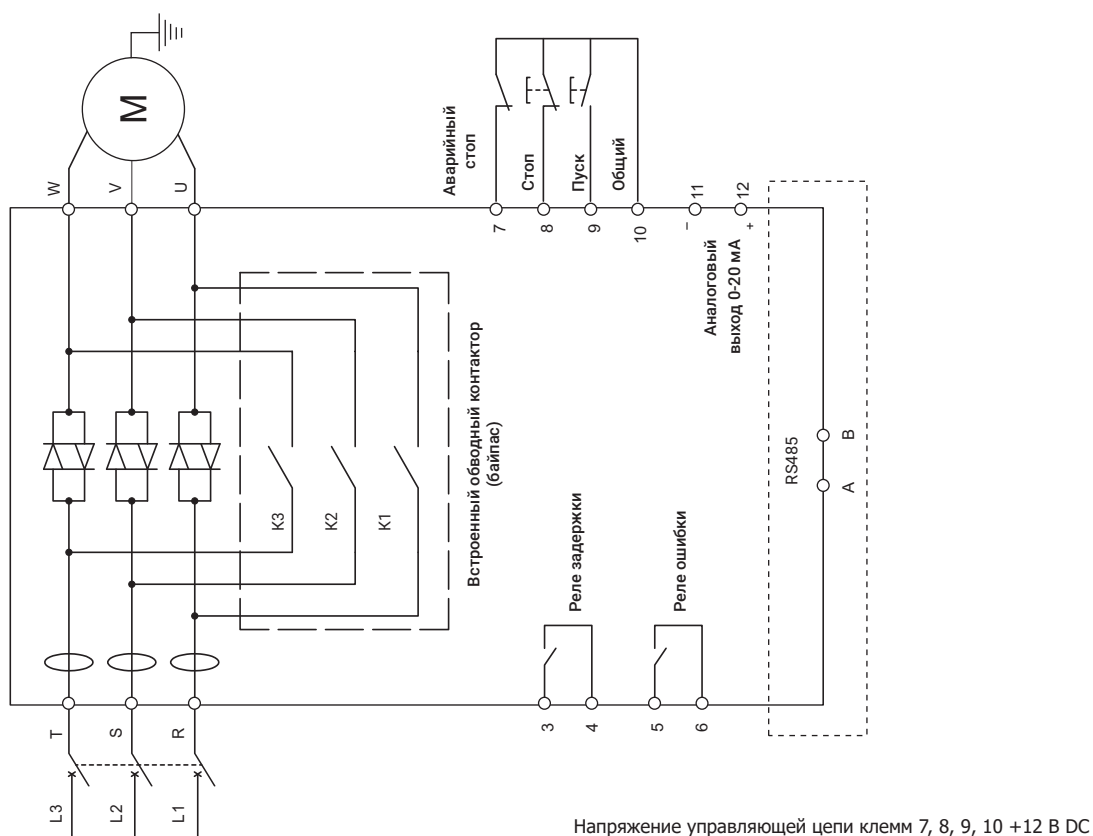 M
W
V
U
Аварийный
стоп
Стоп
Пуск
Общий
7
8
9
10
11
12
−
+
Аналоговый
выход 0-20 мА
Встроенный обводный контактор
(байпас)
K3
K2
K1
RS485
B
A
Реле задержки
Реле ошибки
3
4
5
6
T
S
R
L3
L2
L1
Напряжение управляющей цепи клемм 7, 8, 9, 10 +12 В DC